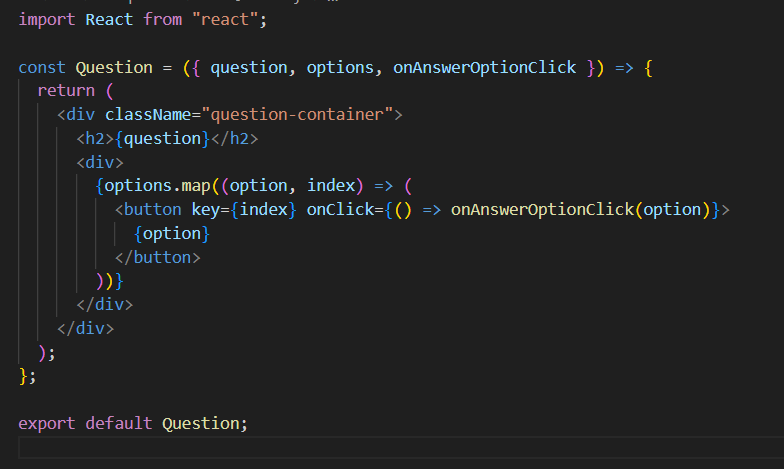 import React from "react";
const Question = ({ question, options, onAnswerOptionClick }) => {
  return (
    <div className="question-container">
      <h2>{question}</h2>
      <div>
        {options.map((option, index) => (
          <button key={index} onClick={() => onAnswerOptionClick(option)}>
            {option}
          </button>
        ))}
      </div>
    </div>
  );
};
export default Question;